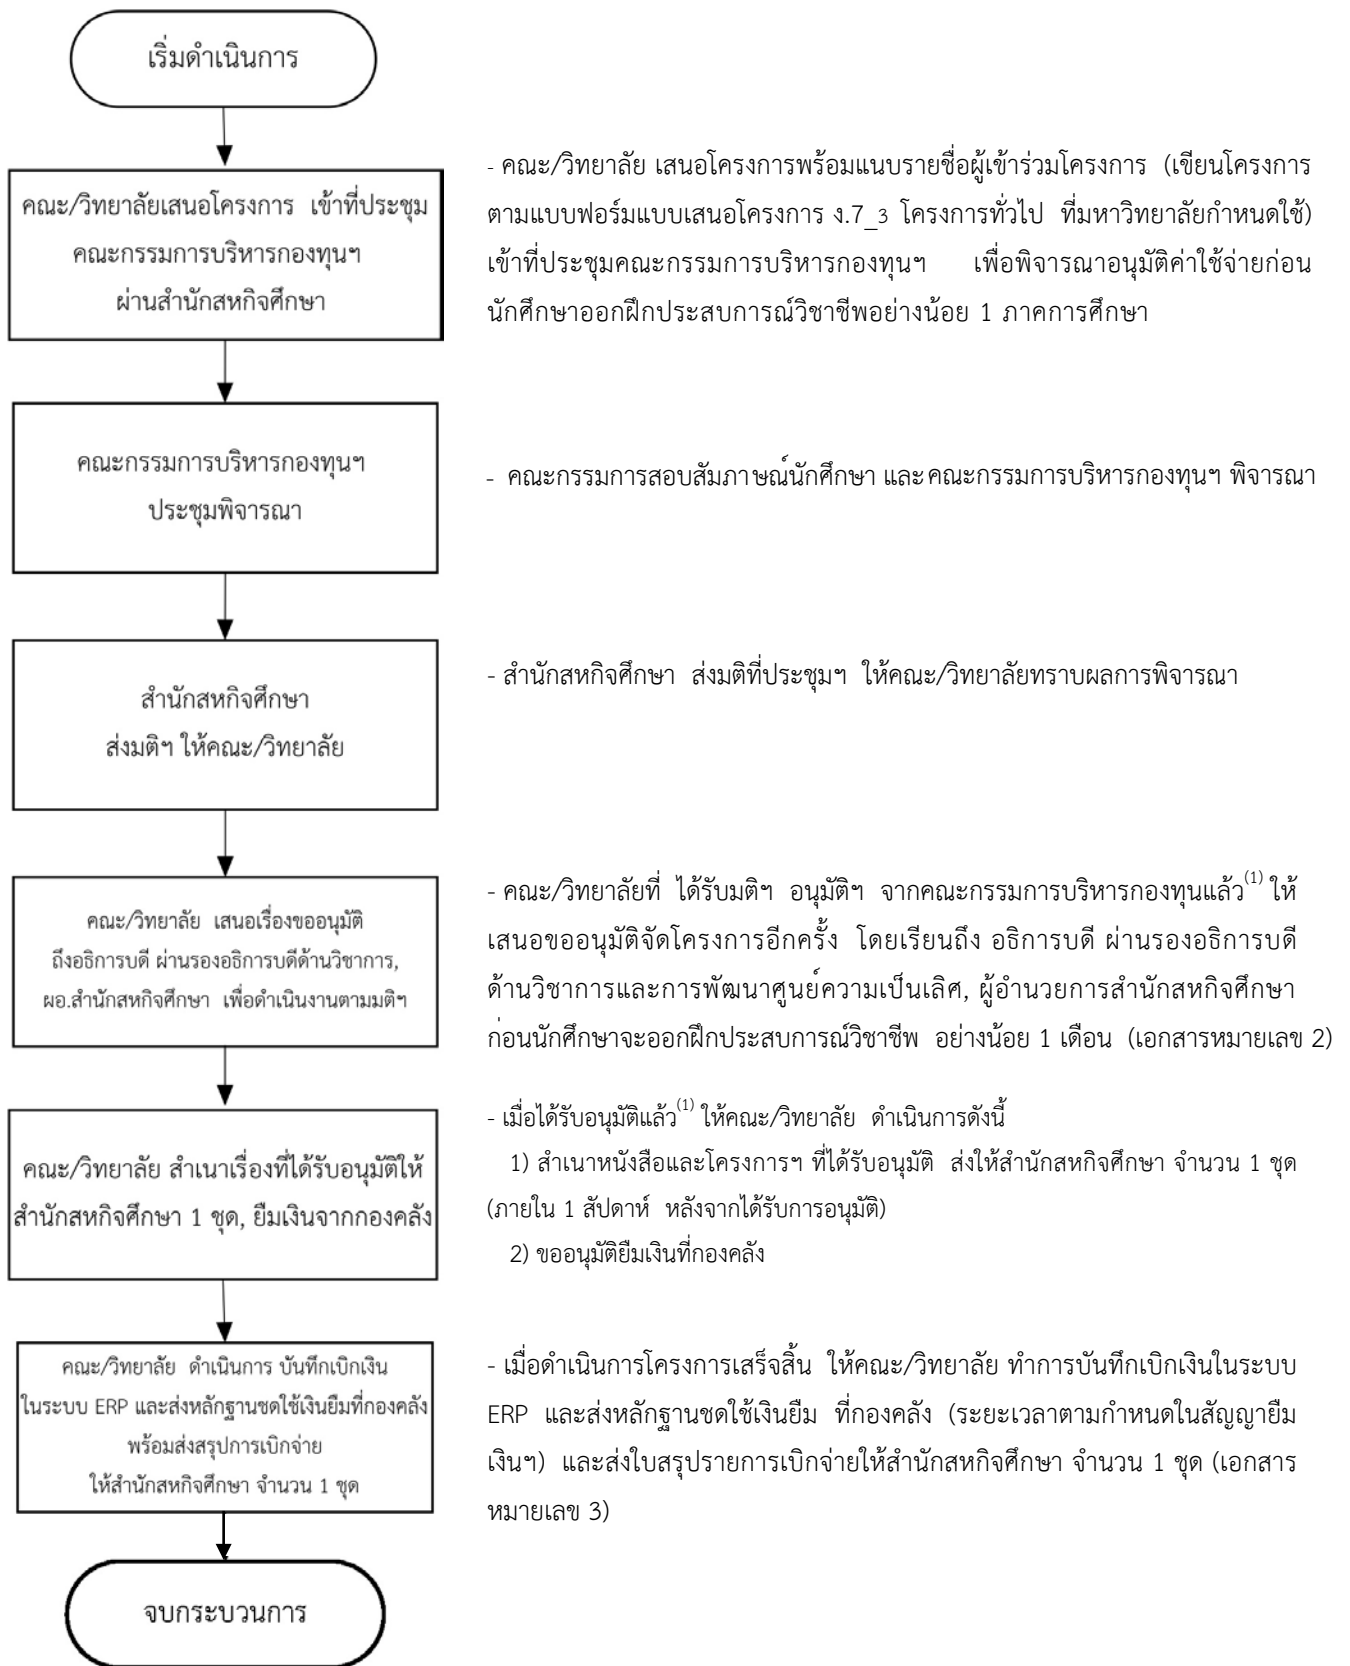 เริ่มดำเนินการ
คณะ/วิทยาลัยเสนอโครงการ เข้าที่ประชุม
คณะกรรมการบริหารกองทุนฯ
ผ่านสำนักสหกิจศึกษา
- คณะ/วิทยาลัย เสนอโครงการพร้อมแนบรายชื่อผู้เข้าร่วมโครงการ (เขียนโครงการ
ตามแบบฟอร์มแบบเสนอโครงการ ง.7_3 โครงการทั่วไป ที่มหาวิทยาลัยกำหนดใช้)
เข้าที่ประชุมคณะกรรมการบริหารกองทุนฯ เพื่อพิจารณาอนุมัติค่าใช้จ่ายก่อน
นักศึกษาออกฝึกประสบการณ์วิชาชีพอย่างน้อย 1 ภาคการศึกษา
คณะกรรมการบริหารกองทุนฯ
ประชุมพิจารณา
- คณะกรรมการสอบสัมภาษณ์นักศึกษา และคณะกรรมการบริหารกองทุนฯ พิจารณา
สำนักสหกิจศึกษา
ส่งมติฯ ให้คณะ/วิทยาลัย
- สำนักสหกิจศึกษา ส่งมติที่ประชุมฯ ให้คณะ/วิทยาลัยทราบผลการพิจารณา
คณะ/วิทยาลัย เสนอเรื่องขออนุมัติ
ถึงอธิการบดี ผ่านรองอธิการบดีด้านวิชาการ,
ผอ.สำนักสหกิจศึกษา เพื่อดำเนินงานตามมติฯ
- คณะ/วิทยาลัยที่ ได้รับมติฯ อนุมัติฯ จากคณะกรรมการบริหารกองทุนแล้ว(1) ให้
เสนอขออนุมัติจัดโครงการอีกครั้ง โดยเรียนถึง อธิการบดี ผ่านรองอธิการบดี
ด้านวิชาการและการพัฒนาศูนย์ความเป็นเลิศ, ผู้อำนวยการสำนักสหกิจศึกษา
ก่อนนักศึกษาจะออกฝึกประสบการณ์วิชาชีพ อย่างน้อย 1 เดือน (เอกสารหมายเลข 2)
คณะ/วิทยาลัย สำเนาเรื่องที่ได้รับอนุมัติให้
สำนักสหกิจศึกษา 1 ชุด, ยืมเงินจากกองคลัง
- เมื่อได้รับอนุมัติแล้ว(1) ให้คณะ/วิทยาลัย ดำเนินการดังนี้
1) สำเนาหนังสือและโครงการฯ ที่ได้รับอนุมัติ ส่งให้สำนักสหกิจศึกษา จำนวน 1 ชุด
(ภายใน 1 สัปดาห์ หลังจากได้รับการอนุมัติ)
2) ขออนุมัติยืมเงินที่กองคลัง
คณะ/วิทยาลัย ดำเนินการ บันทึกเบิกเงิน
ในระบบ ERP และส่งหลักฐานชดใช้เงินยืมที่กองคลัง
พร้อมส่งสรุปการเบิกจ่าย
ให้สำนักสหกิจศึกษา จำนวน 1 ชุด
- เมื่อดำเนินการโครงการเสร็จสิ้น ให้คณะ/วิทยาลัย ทำการบันทึกเบิกเงินในระบบ
ERP และส่งหลักฐานชดใช้เงินยืม ที่กองคลัง (ระยะเวลาตามกำหนดในสัญญายืม
เงินฯ) และส่งใบสรุปรายการเบิกจ่ายให้สำนักสหกิจศึกษา จำนวน 1 ชุด (เอกสาร
หมายเลข 3)
จบกระบวนการ